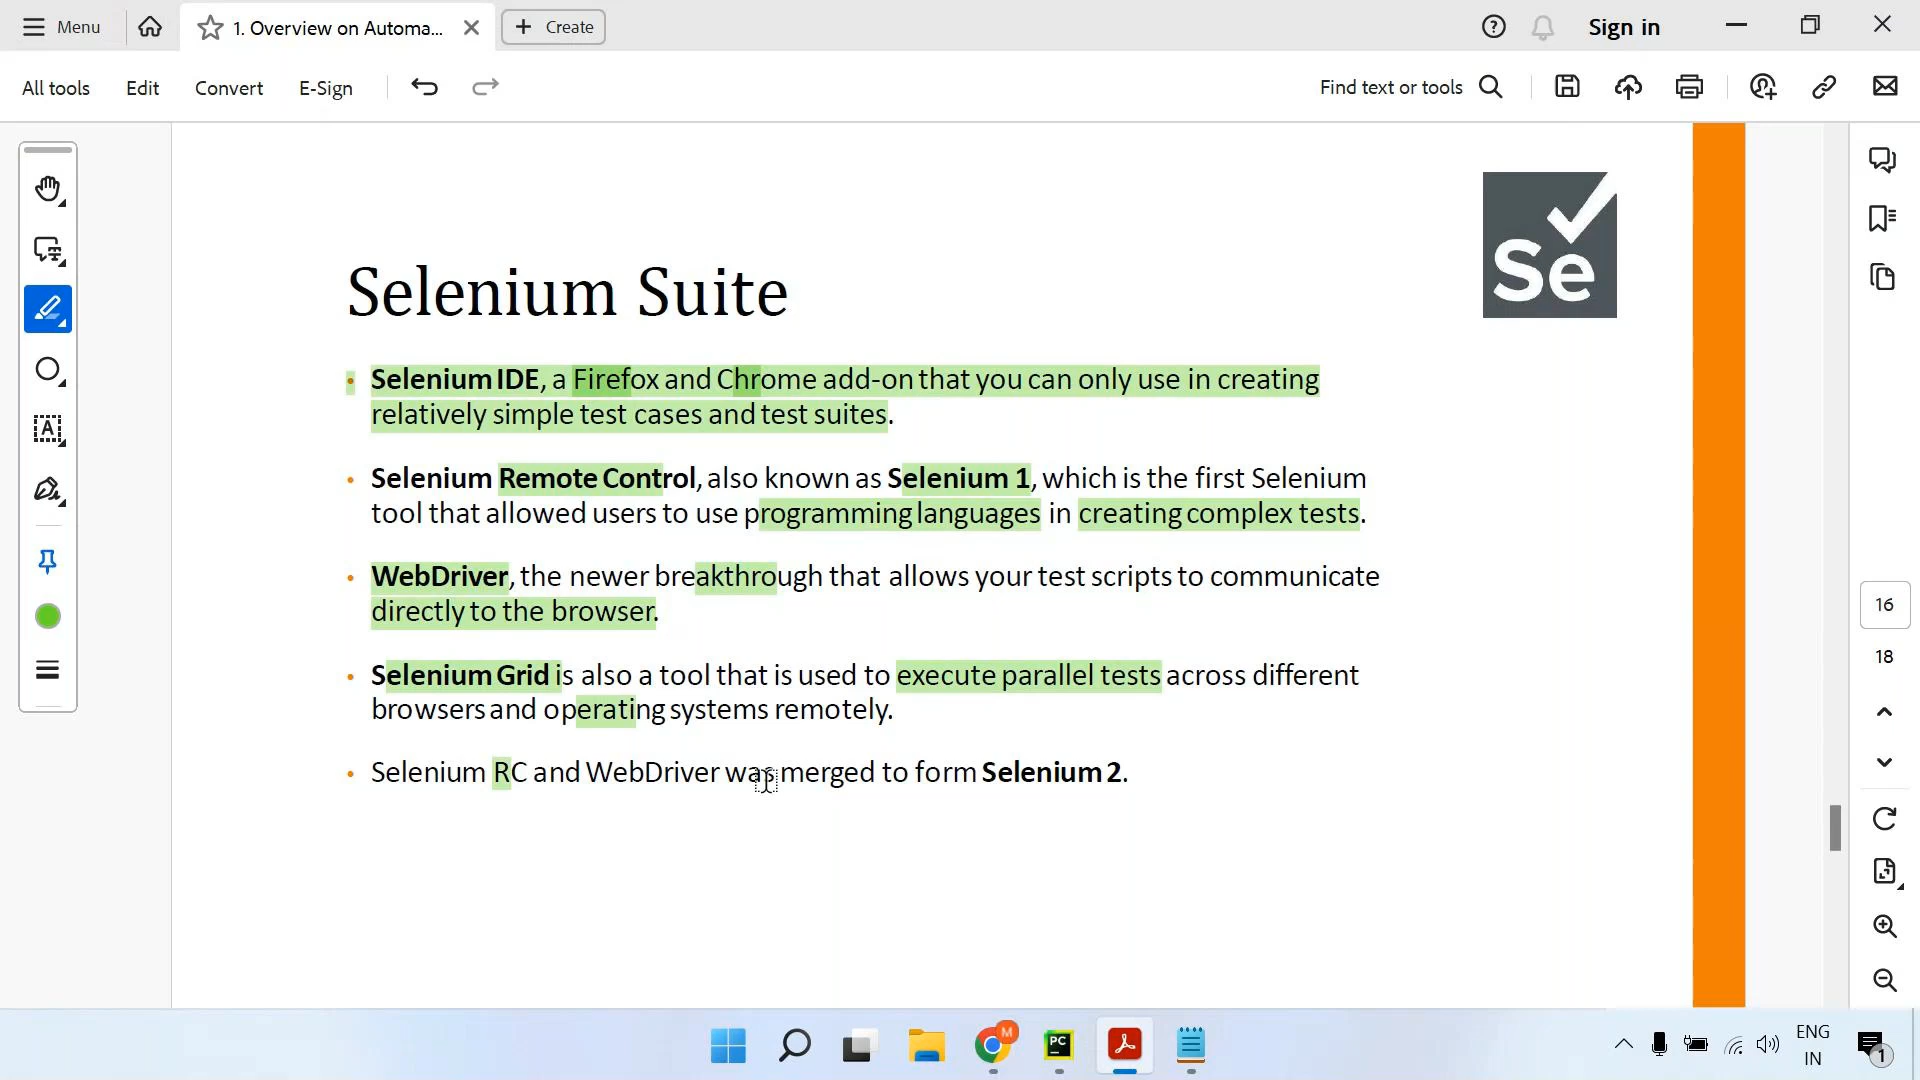 Menu
1. Overview on Automa...
Create
Sign in
All tools
Edit
Convert
E-Sign
Find text or tools
Se
Selenium Suite
• Selenium IDE, a Firefox and Chrome add-on that you can only use in creating
relatively simple test cases and test suites.
• Selenium Remote Control, also known as Selenium 1, which is the first Selenium
tool that allowed users to use programming languages in creating complex tests.
• WebDriver, the newer breakthrough that allows your test scripts to communicate
directly to the browser.
• Selenium Grid is also a tool that is used to execute parallel tests across different
browsers and operating systems remotely.
• Selenium RC and WebDriver was merged to form Selenium 2.
16
18
M
PC
ENG
IN
1